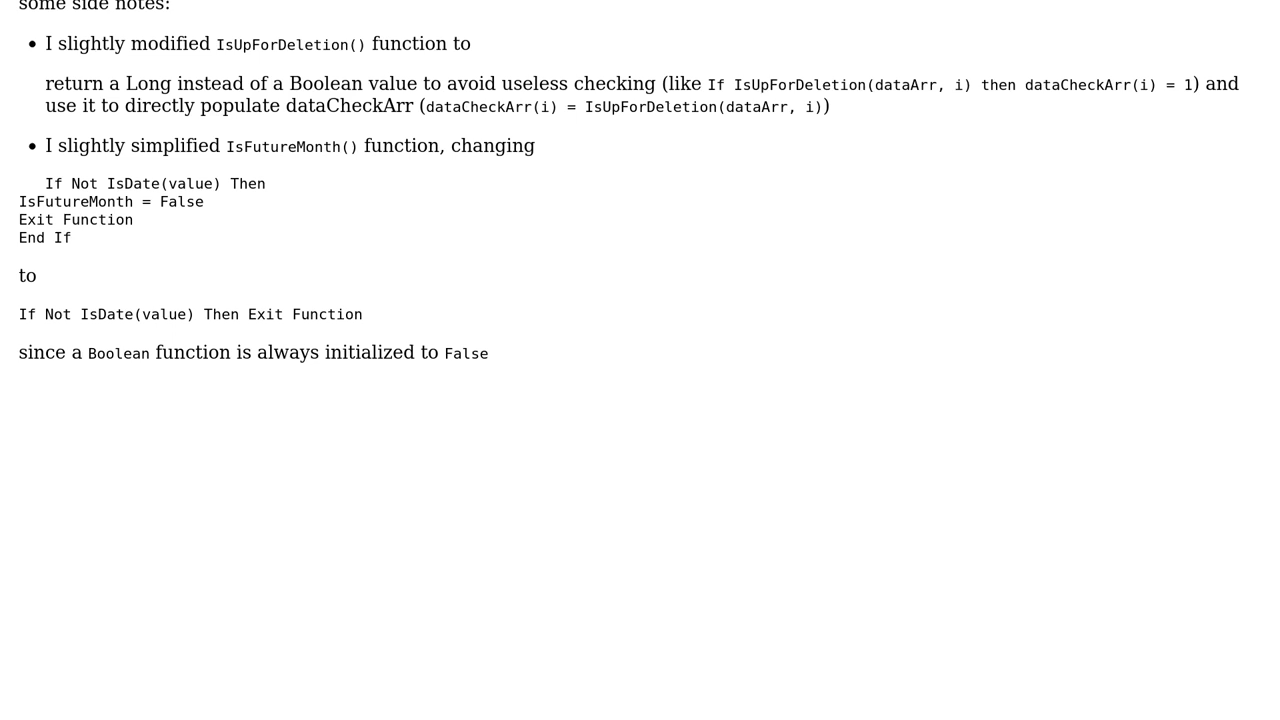 some side notes:
• I slightly modified IsUpForDeletion() function to
return a Long instead of a Boolean value to avoid useless checking (like If IsUpForDeletion(dataArr, i) then dataCheckArr(i) = 1) and
use it to directly populate dataCheckArr (dataCheckArr(i) = IsUpForDeletion(dataArr, i))
• I slightly simplified IsFutureMonth() function, changing
If Not IsDate(value) Then
IsFutureMonth = False
Exit Function
End If
to
If Not IsDate(value) Then Exit Function
since a Boolean function is always initialized to False